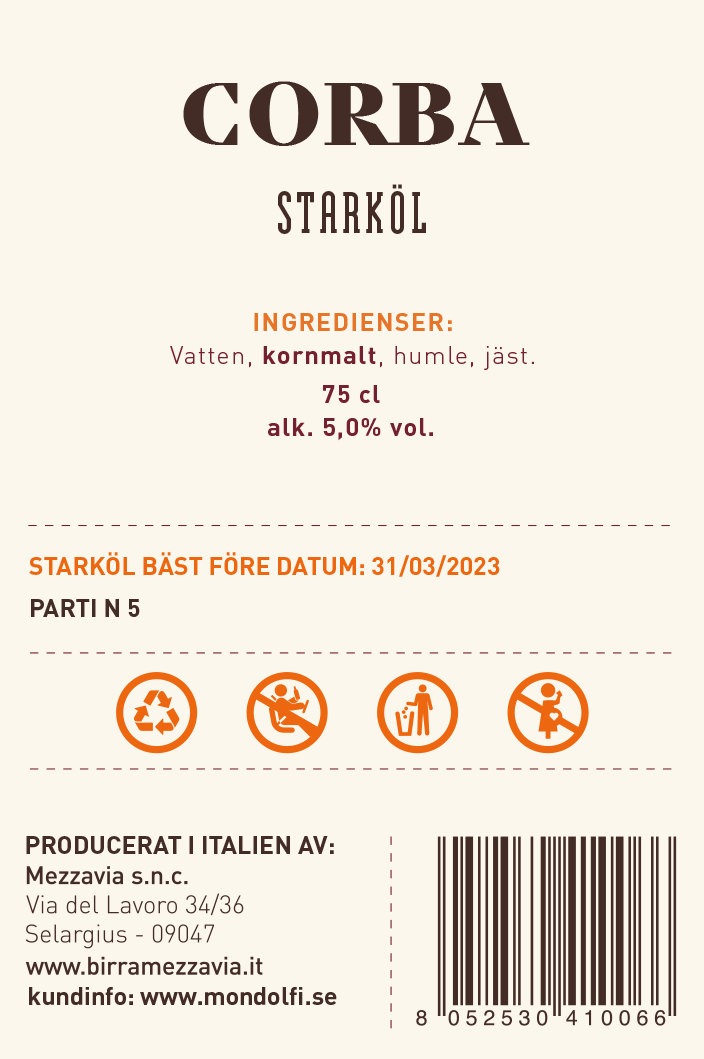 CORBA
STARKÖL
INGREDIENSER:
Vatten, kornmalt, humle, jäst.
75 cl
alk. 5,0% vol.
STARKÖL BÄST FÖRE DATUM: 31/03/2023
PARTI N 5
PRODUCERAT I ITALIEN AV:
Mezzavia s.n.c.
Via del Lavoro 34/36
Selargius - 09047
www.birramezzavia.it
kundinfo: www.mondolfi.se
8 052530 410066